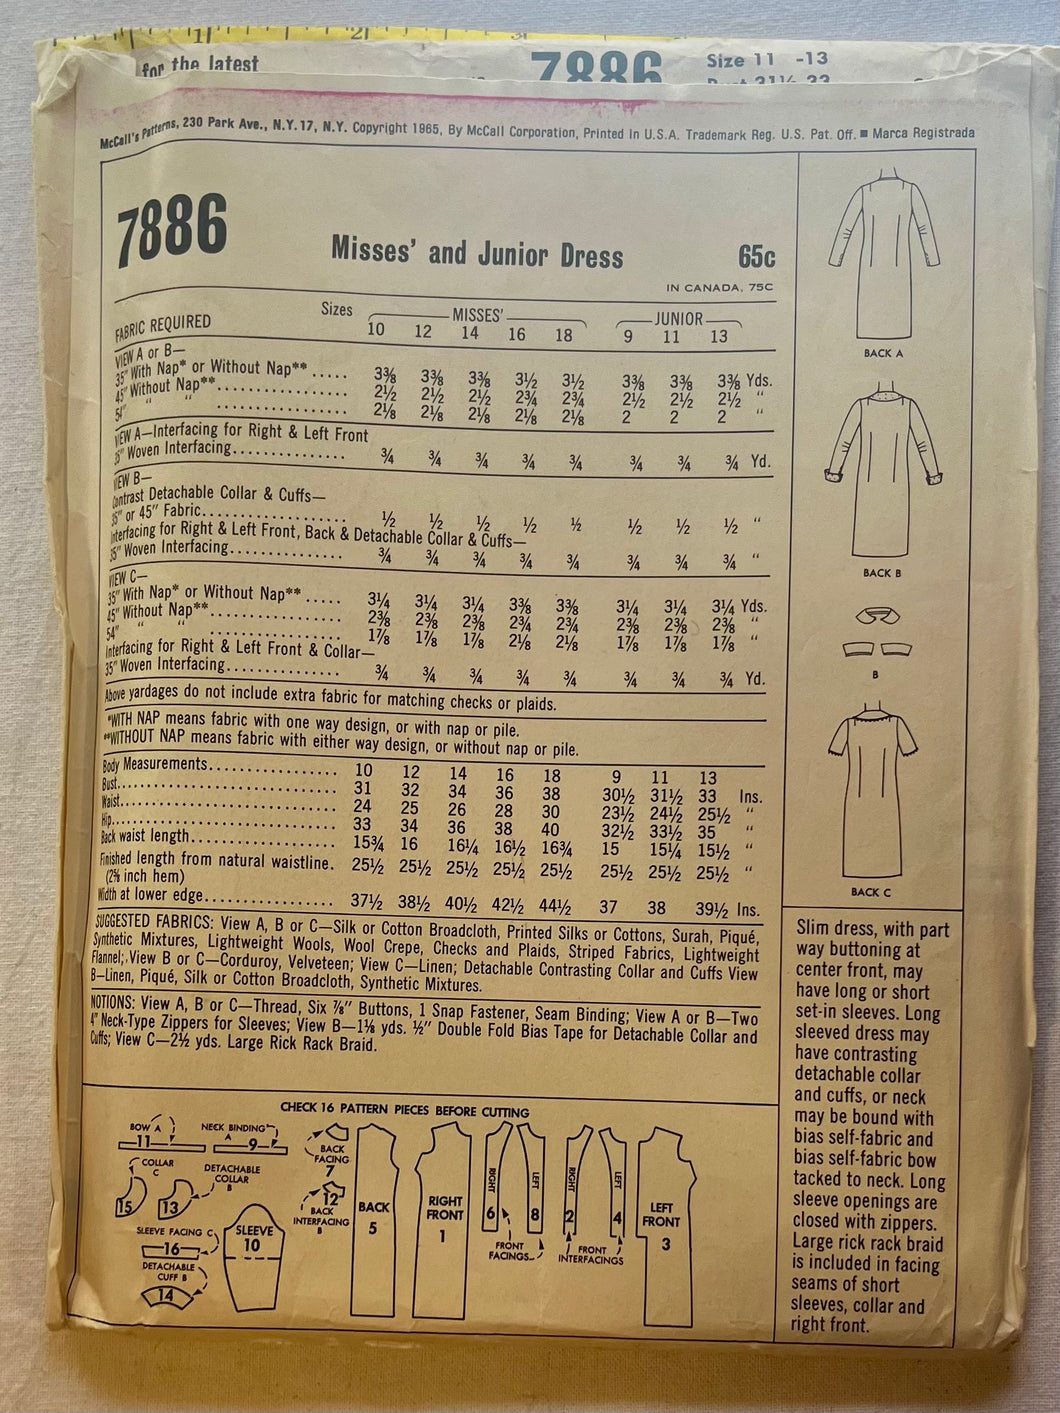 1 2 3
for the latest
7886
Size 11 -13
31½ 33
McCall's Patterns, 230 Park Ave., N.Y.17, N.Y. Copyright 1965, By McCall Corporation, Printed in U.S.A. Trademark Reg. U.S. Pat. Off. ■ Marca Registrada
7886
Misses' and Junior Dress 65c
IN CANADA, 75C
FABRIC REQUIRED Sizes MISSES' JUNIOR
10 12 14 16 18 9 11 13
VIEW A or B—
35" With Nap* or Without Nap** ..... 3⅜ 3⅜ 3⅜ 3½ 3½ 3⅜ 3⅜ 3⅜ Yds.
45" Without Nap**............... 2½ 2½ 2½ 2¾ 2¾ 2½ 2½ 2½ "
54" " " ............... 2⅛ 2⅛ 2⅛ 2⅛ 2⅛ 2 2 2 "
VIEW A—Interfacing for Right & Left Front
35" Woven Interfacing............... ¾ ¾ ¾ ¾ ¾ ¾ ¾ ¾ Yd.
VIEW B—
Contrast Detachable Collar & Cuffs—
35" or 45" Fabric................... ½ ½ ½ ½ ½ ½ ½ ½ "
Interfacing for Right & Left Front, Back & Detachable Collar & Cuffs—
35" Woven Interfacing.............. ¾ ¾ ¾ ¾ ¾ ¾ ¾ ¾ "
VIEW C—
35" With Nap* or Without Nap** ..... 3¼ 3¼ 3¼ 3⅜ 3⅜ 3¼ 3¼ 3¼ Yds.
45" Without Nap**............... 2⅜ 2⅜ 2⅜ 2¾ 2¾ 2⅜ 2⅜ 2⅜ "
54" " " ............... 1⅞ 1⅞ 1⅞ 2⅛ 2⅛ 1⅞ 1⅞ 1⅞ "
Interfacing for Right & Left Front & Collar—
35" Woven Interfacing.............. ¾ ¾ ¾ ¾ ¾ ¾ ¾ ¾ Yd.
Above yardages do not include extra fabric for matching checks or plaids.
*WITH NAP means fabric with one way design, or with nap or pile.
**WITHOUT NAP means fabric with either way design, or without nap or pile.
Body Measurements................. 10 12 14 16 18 9 11 13
Bust............................. 31 32 34 36 38 30½ 31½ 33 Ins.
Waist............................ 24 25 26 28 30 23½ 24½ 25½ "
Hip.............................. 33 34 36 38 40 32½ 33½ 35 "
Back waist length................... 15¾ 16 16¼ 16½ 16¾ 15 15¼ 15½ "
Finished length from natural waistline. 25½ 25½ 25½ 25½ 25½ 25½ 25½ 25½ "
(2⅝ inch hem)
Width at lower edge................. 37½ 38½ 40½ 42½ 44½ 37 38 39½ Ins.
SUGGESTED FABRICS: View A, B or C—Silk or Cotton Broadcloth, Printed Silks or Cottons, Surah, Piqué,
Synthetic Mixtures, Lightweight Wools, Wool Crepe, Checks and Plaids, Striped Fabrics, Lightweight
Flannel; View B or C—Corduroy, Velveteen; View C—Linen; Detachable Contrasting Collar and Cuffs View
B—Linen, Piqué, Silk or Cotton Broadcloth, Synthetic Mixtures.
NOTIONS: View A, B or C—Thread, Six ⅞" Buttons, 1 Snap Fastener, Seam Binding; View A or B—Two
4" Neck-Type Zippers for Sleeves; View B—1⅛ yds. ½" Double Fold Bias Tape for Detachable Collar and
Cuffs; View C—2½ yds. Large Rick Rack Braid.
CHECK 16 PATTERN PIECES BEFORE CUTTING
BOW A
11
NECK BINDING
A
9
BACK
FACING
7
COLLAR
C
15
DETACHABLE
COLLAR
B
13
12
BACK
INTERFACING
B
SLEEVE FACING C
16
DETACHABLE
CUFF B
14
SLEEVE
10
BACK
5
RIGHT
FRONT
1
RIGHT
6
LEFT
8
FRONT
FACINGS
RIGHT
2
LEFT
4
FRONT
INTERFACINGS
LEFT
FRONT
3
BACK A
BACK B
B
BACK C
Slim dress, with part
way buttoning at
center front, may
have long or short
set-in sleeves. Long
sleeved dress may
have contrasting
detachable collar
and cuffs, or neck
may be bound with
bias self-fabric and
bias self-fabric bow
tacked to neck. Long
sleeve openings are
closed with zippers.
Large rick rack braid
is included in facing
seams of short
sleeves, collar and
right front.